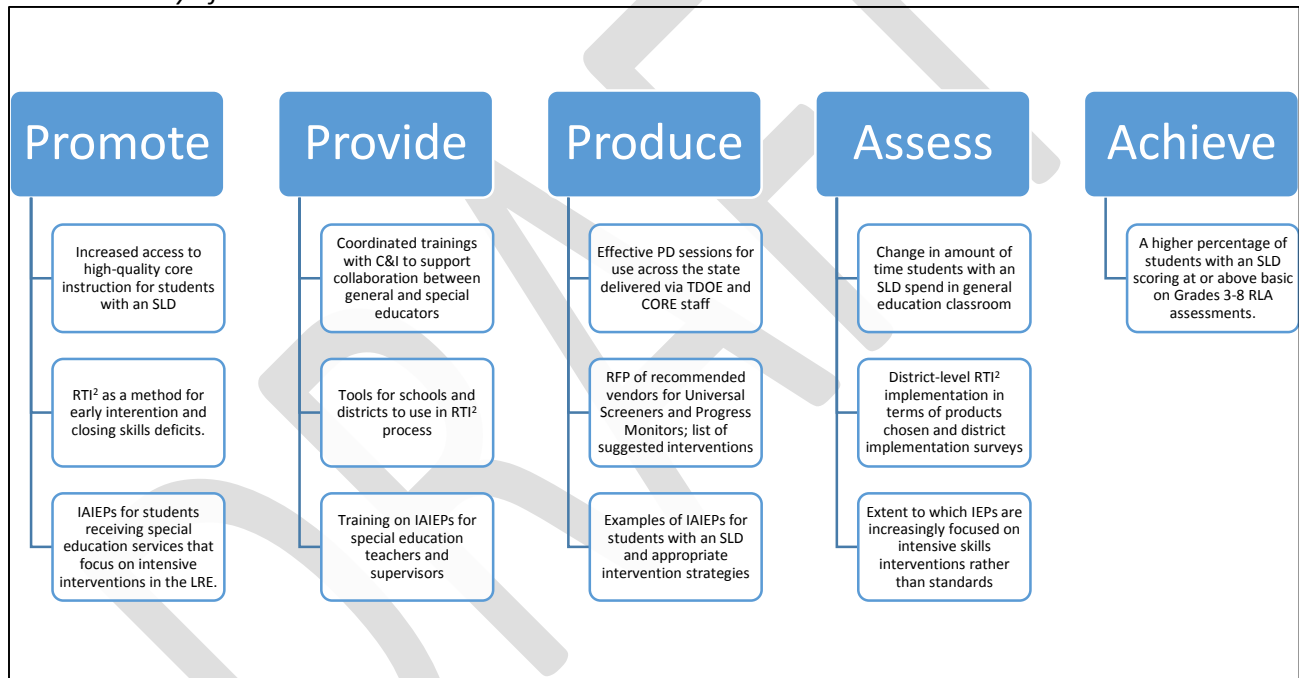 Promote
Increased access to
high-quality core
instruction for students
with an SLD
RTI² as a method for
early interention and
closing skills deficits.
IAIEPs for students
receiving special
education services that
focus on intensive
interventions in the LRE.
Provide
Coordinated trainings
with C&I to support
collaboration between
general and special
educators
Tools for schools and
districts to use in RTI²
process
Training on IAIEPs for
special education
teachers and
supervisors
Produce
Effective PD sessions for
use across the state
delivered via TDOE and
CORE staff
RFP of recommended
vendors for Universal
Screeners and Progress
Monitors; list of
suggested interventions
Examples of IAIEPs for
students with an SLD
and appropriate
intervention strategies
Assess
Change in amount of
time students with an
SLD spend in general
education classroom
District-level RTI²
implementation in
terms of products
chosen and district
implementation surveys
Extent to which IEPs are
increasingly focused on
intensive skills
interventions rather
than standards
Achieve
A higher percentage of
students with an SLD
scoring at or above basic
on Grades 3-8 RLA
assessments.
DRAFT